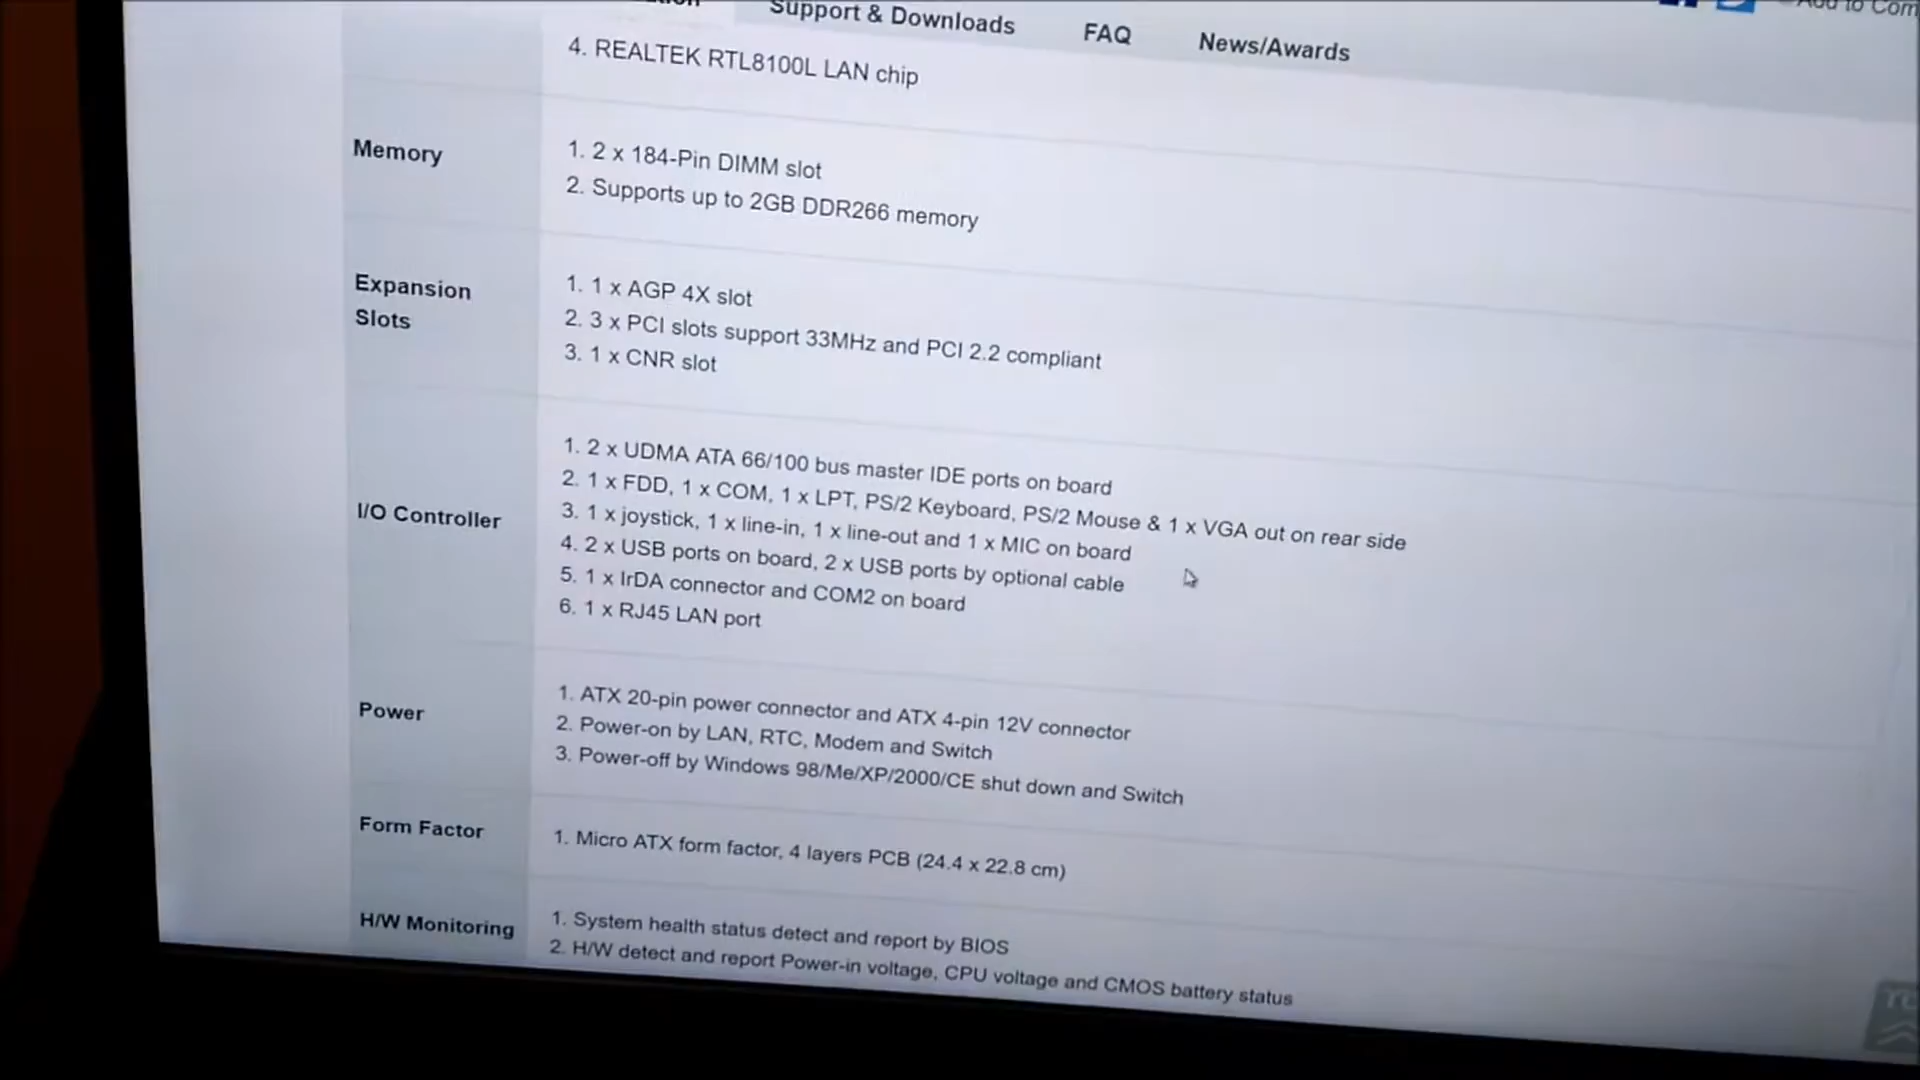 Support & Downloads
FAQ
News/Awards
to Com
4. REALTEK RTL8100L LAN chip
Memory
1. 2 x 184-Pin DIMM slot
2. Supports up to 2GB DDR266 memory
Expansion
Slots
1. 1 x AGP 4X slot
2. 3 x PCI slots support 33MHz and PCI 2.2 compliant
3. 1 x CNR slot
I/O Controller
1. 2 x UDMA ATA 66/100 bus master IDE ports on board
2. 1 x FDD, 1 x COM, 1 x LPT, PS/2 Keyboard, PS/2 Mouse & 1 x VGA out on rear side
3. 1 x joystick, 1 x line-in, 1 x line-out and 1 x MIC on board
4. 2 x USB ports on board, 2 x USB ports by optional cable
5. 1 x IrDA connector and COM2 on board
6. 1 x RJ45 LAN port
Power
1. ATX 20-pin power connector and ATX 4-pin 12V connector
2. Power-on by LAN, RTC, Modem and Switch
3. Power-off by Windows 98/Me/XP/2000/CE shut down and Switch
Form Factor
1. Micro ATX form factor, 4 layers PCB (24.4 x 22.8 cm)
H/W Monitoring
1. System health status detect and report by BIOS
2. H/W detect and report Power-in voltage, CPU voltage and CMOS battery status